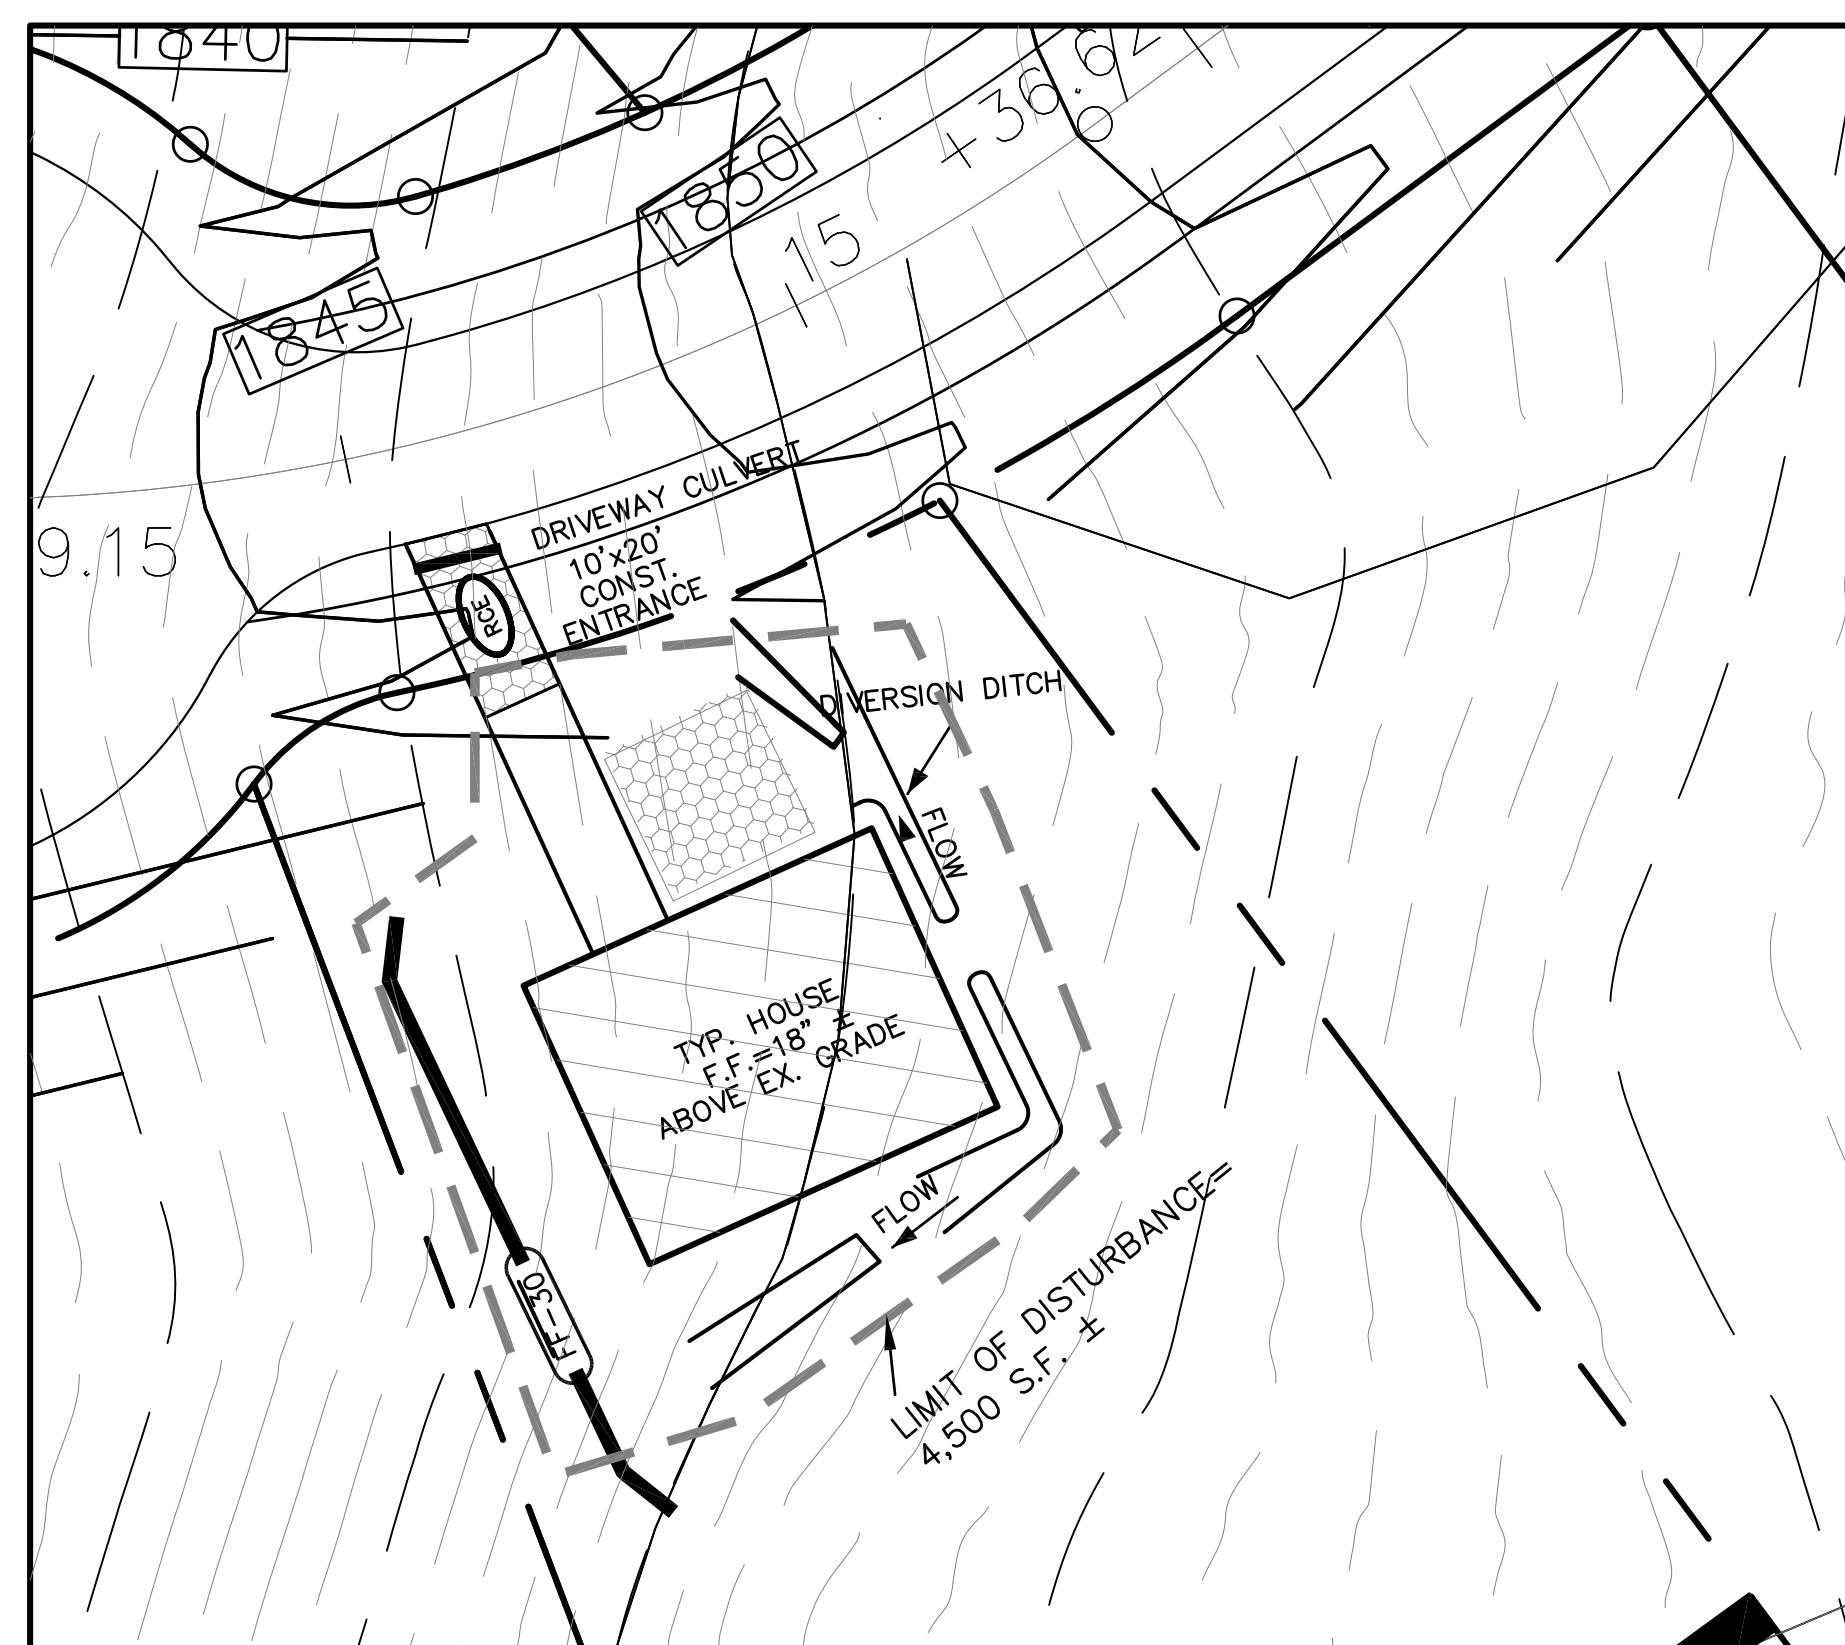 1840
+36.62
1850
15
1845
9.15
DRIVEWAY CULVERT
10'x20'
CONST.
ENTRANCE
RCE
DIVERSION DITCH
FLOW
TYP. HOUSE
F.F.=18" ±
ABOVE EX. GRADE
FLOW
FF-30
LIMIT OF DISTURBANCE=
4,500 S.F. ±